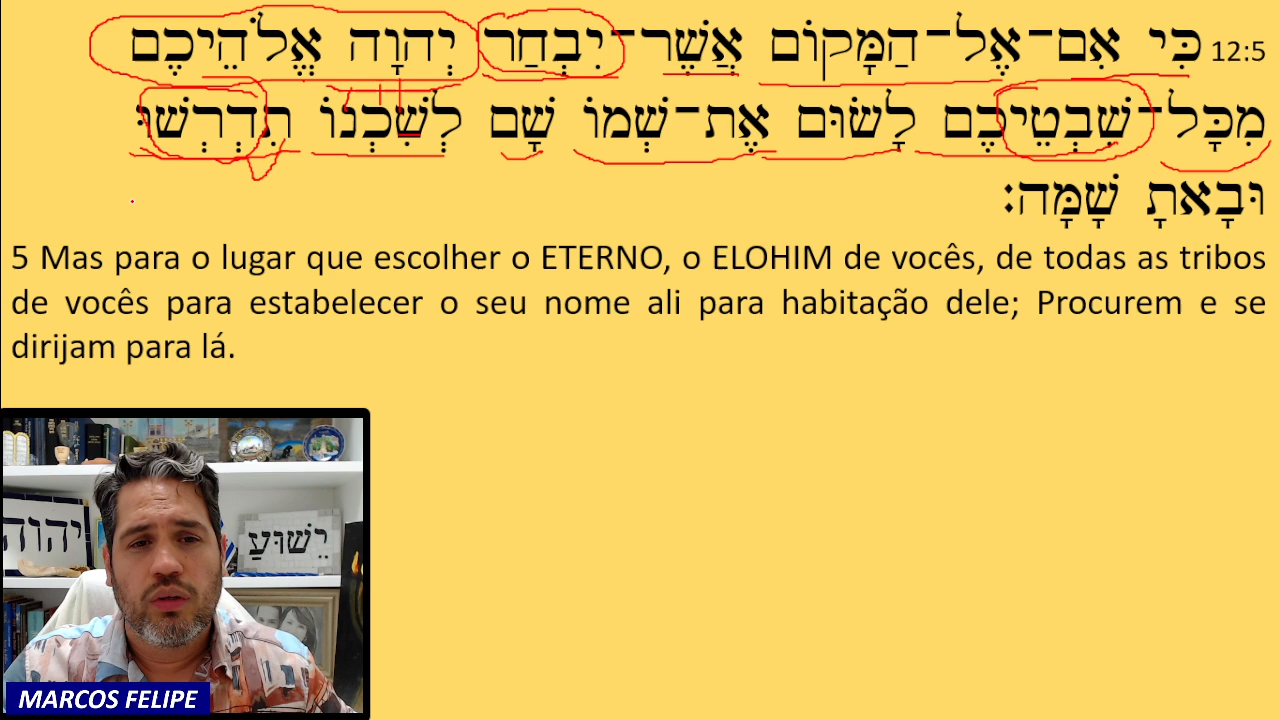 12:5 כִּי אִם־אֶל־הַמָּקוֹם אֲשֶׁר־יִבְחַר יְהוָה אֱלֹהֵיכֶם
מִכָּל־שִׁבְטֵיכֶם לָשׂוּם אֶת־שְׁמוֹ שָׁם לְשִׁכְנוֹ תִדְרְשׁוּ
וּבָאתָ שָׁמָּה׃
5 Mas para o lugar que escolher o ETERNO, o ELOHIM de vocês, de todas as tribos
de vocês para estabelecer o seu nome ali para habitação dele; Procurem e se
dirijam para lá.
יהוה
יֵשׁוּעַ
MARCOS FELIPE